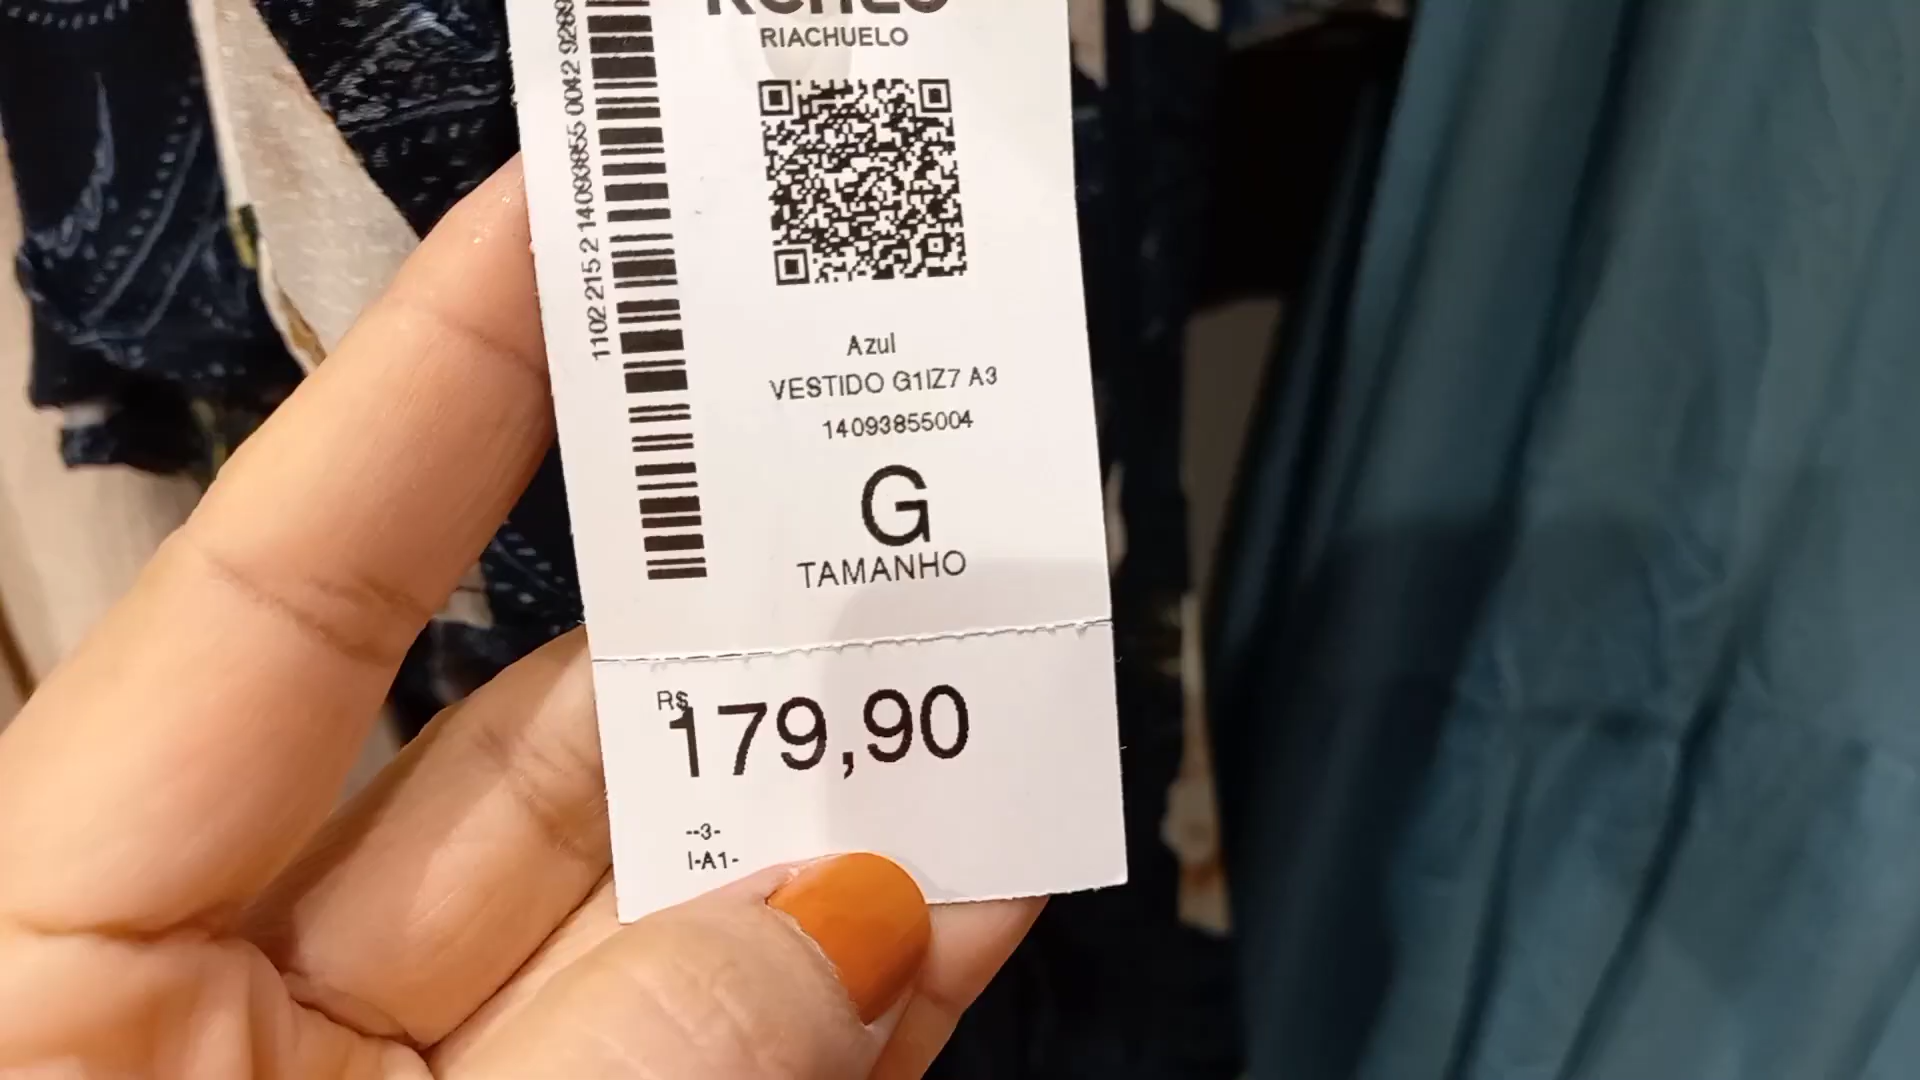 RIACHUELO
1102 215 2 14093855 0042 9289
Azul
VESTIDO G1IZ7 A3
14093855004
G
TAMANHO
R$
179,90
--3-
I-A1-